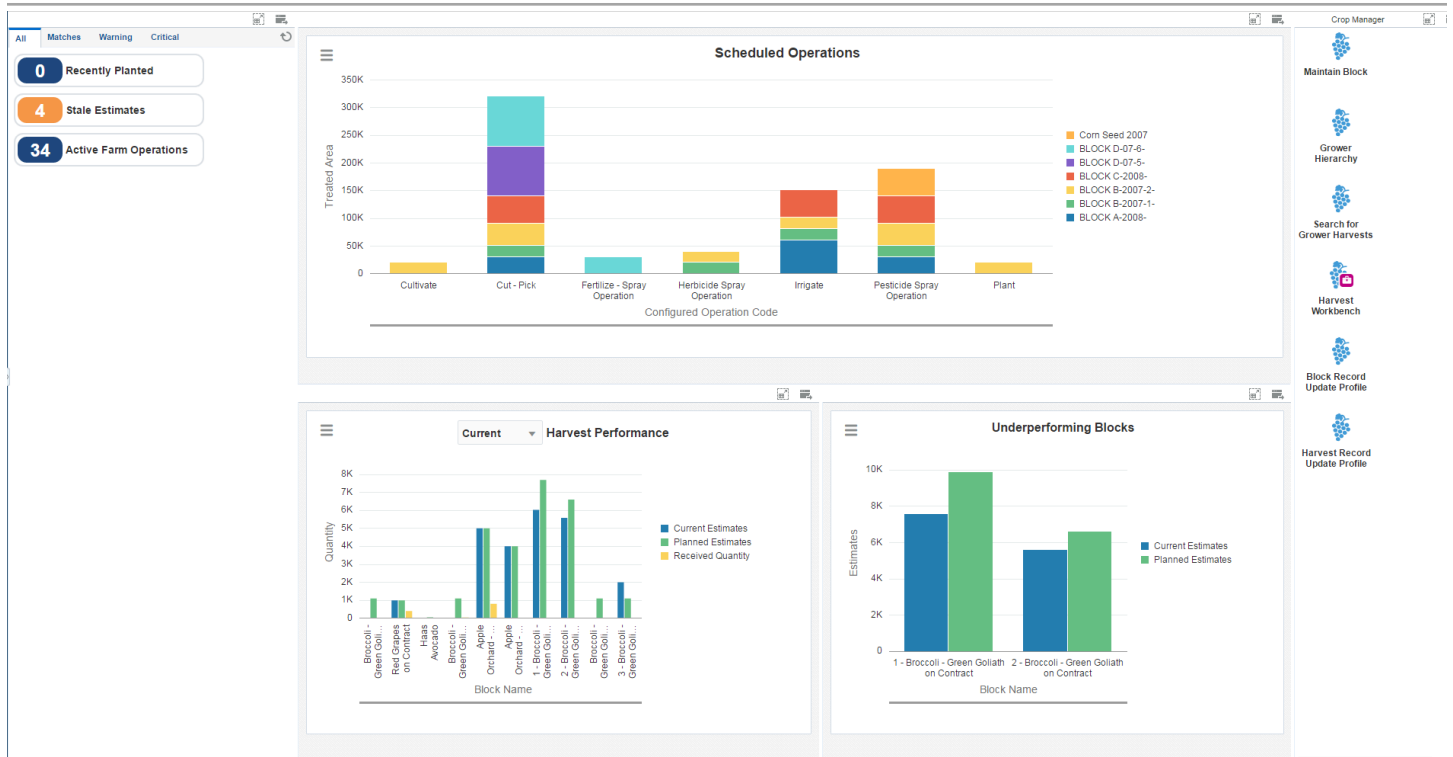 All
Matches
Warning
Critical
0 Recently Planted
4 Stale Estimates
34 Active Farm Operations
Scheduled Operations
350K
300K
250K
200K
150K
100K
50K
0
Treated Area
Cultivate
Cut - Pick
Fertilize - Spray
Operation
Herbicide Spray
Operation
Irrigate
Pesticide Spray
Operation
Plant
Configured Operation Code
Corn Seed 2007
BLOCK D-07-6-
BLOCK D-07-5-
BLOCK C-2008-
BLOCK B-2007-2-
BLOCK B-2007-1-
BLOCK A-2008-
Current
Harvest Performance
8K
7K
6K
5K
4K
3K
2K
1K
0
Quantity
Broccoli -
Green Goli...
Red Grapes
on Contract
Haas
Avocado
Broccoli -
Green Goli...
Apple
Orchard - ...
Apple
Orchard - ...
1 - Broccoli -
Green Goli...
2 - Broccoli -
Green Goli...
Broccoli -
Green Goli...
3 - Broccoli -
Green Goli...
Block Name
Current Estimates
Planned Estimates
Received Quantity
Underperforming Blocks
10K
8K
6K
4K
2K
0
Estimates
1 - Broccoli - Green Goliath
on Contract
2 - Broccoli - Green Goliath
on Contract
Block Name
Current Estimates
Planned Estimates
Crop Manager
Maintain Block
Grower
Hierarchy
Search for
Grower Harvests
Harvest
Workbench
Block Record
Update Profile
Harvest Record
Update Profile